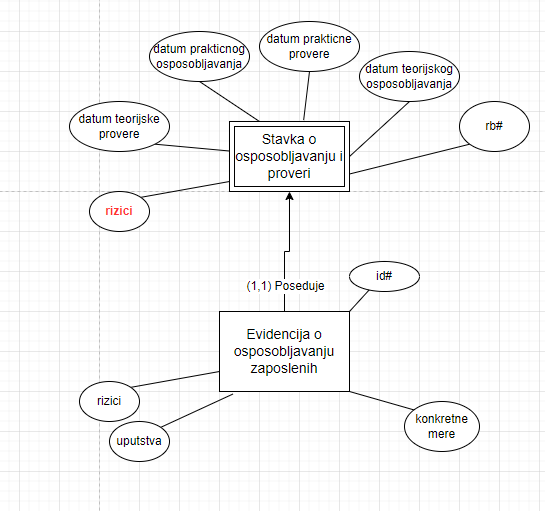 datum prakticnog
osposobljavanja
datum prakticne
provere
datum teorijskog
osposobljavanja
datum teorijske
provere
Stavka o
osposobljavanju i
proveri
rb#
rizici
(1,1) Poseduje
id#
Evidencija o
osposobljavanju
zaposlenih
rizici
uputstva
konkretne
mere